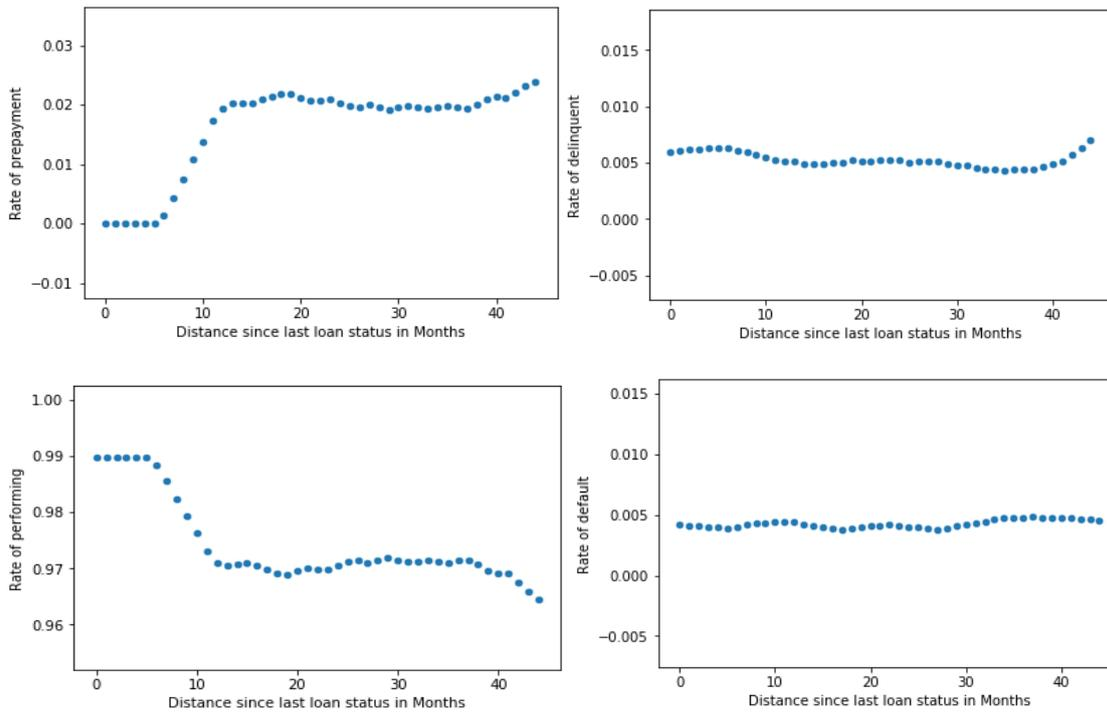 Rate of prepayment
0.03
0.02
0.01
0.00
−0.01
0 10 20 30 40
Distance since last loan status in Months
Rate of delinquent
0.015
0.010
0.005
0.000
−0.005
0 10 20 30 40
Distance since last loan status in Months
Rate of performing
1.00
0.99
0.98
0.97
0.96
0 10 20 30 40
Distance since last loan status in Months
Rate of default
0.015
0.010
0.005
0.000
−0.005
0 10 20 30 40
Distance since last loan status in Months